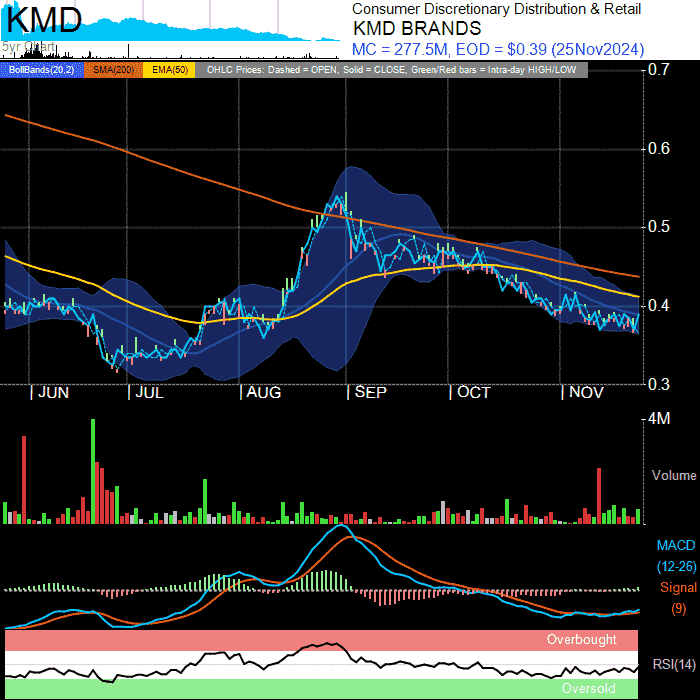 KMD
5yr Chart
Consumer Discretionary Distribution & Retail
KMD BRANDS
MC = 277.5M, EOD = $0.39 (25Nov2024)
BollBands(20,2) SMA(200) EMA(50) OHLC Prices: Dashed = OPEN, Solid = CLOSE, Green/Red bars = Intra-day HIGH/LOW
0.7
0.6
0.5
0.4
0.3
| JUN | JUL | AUG | SEP | OCT | NOV
4M
Volume
MACD
(12-26)
Signal
(9)
Overbought
RSI(14)
Oversold